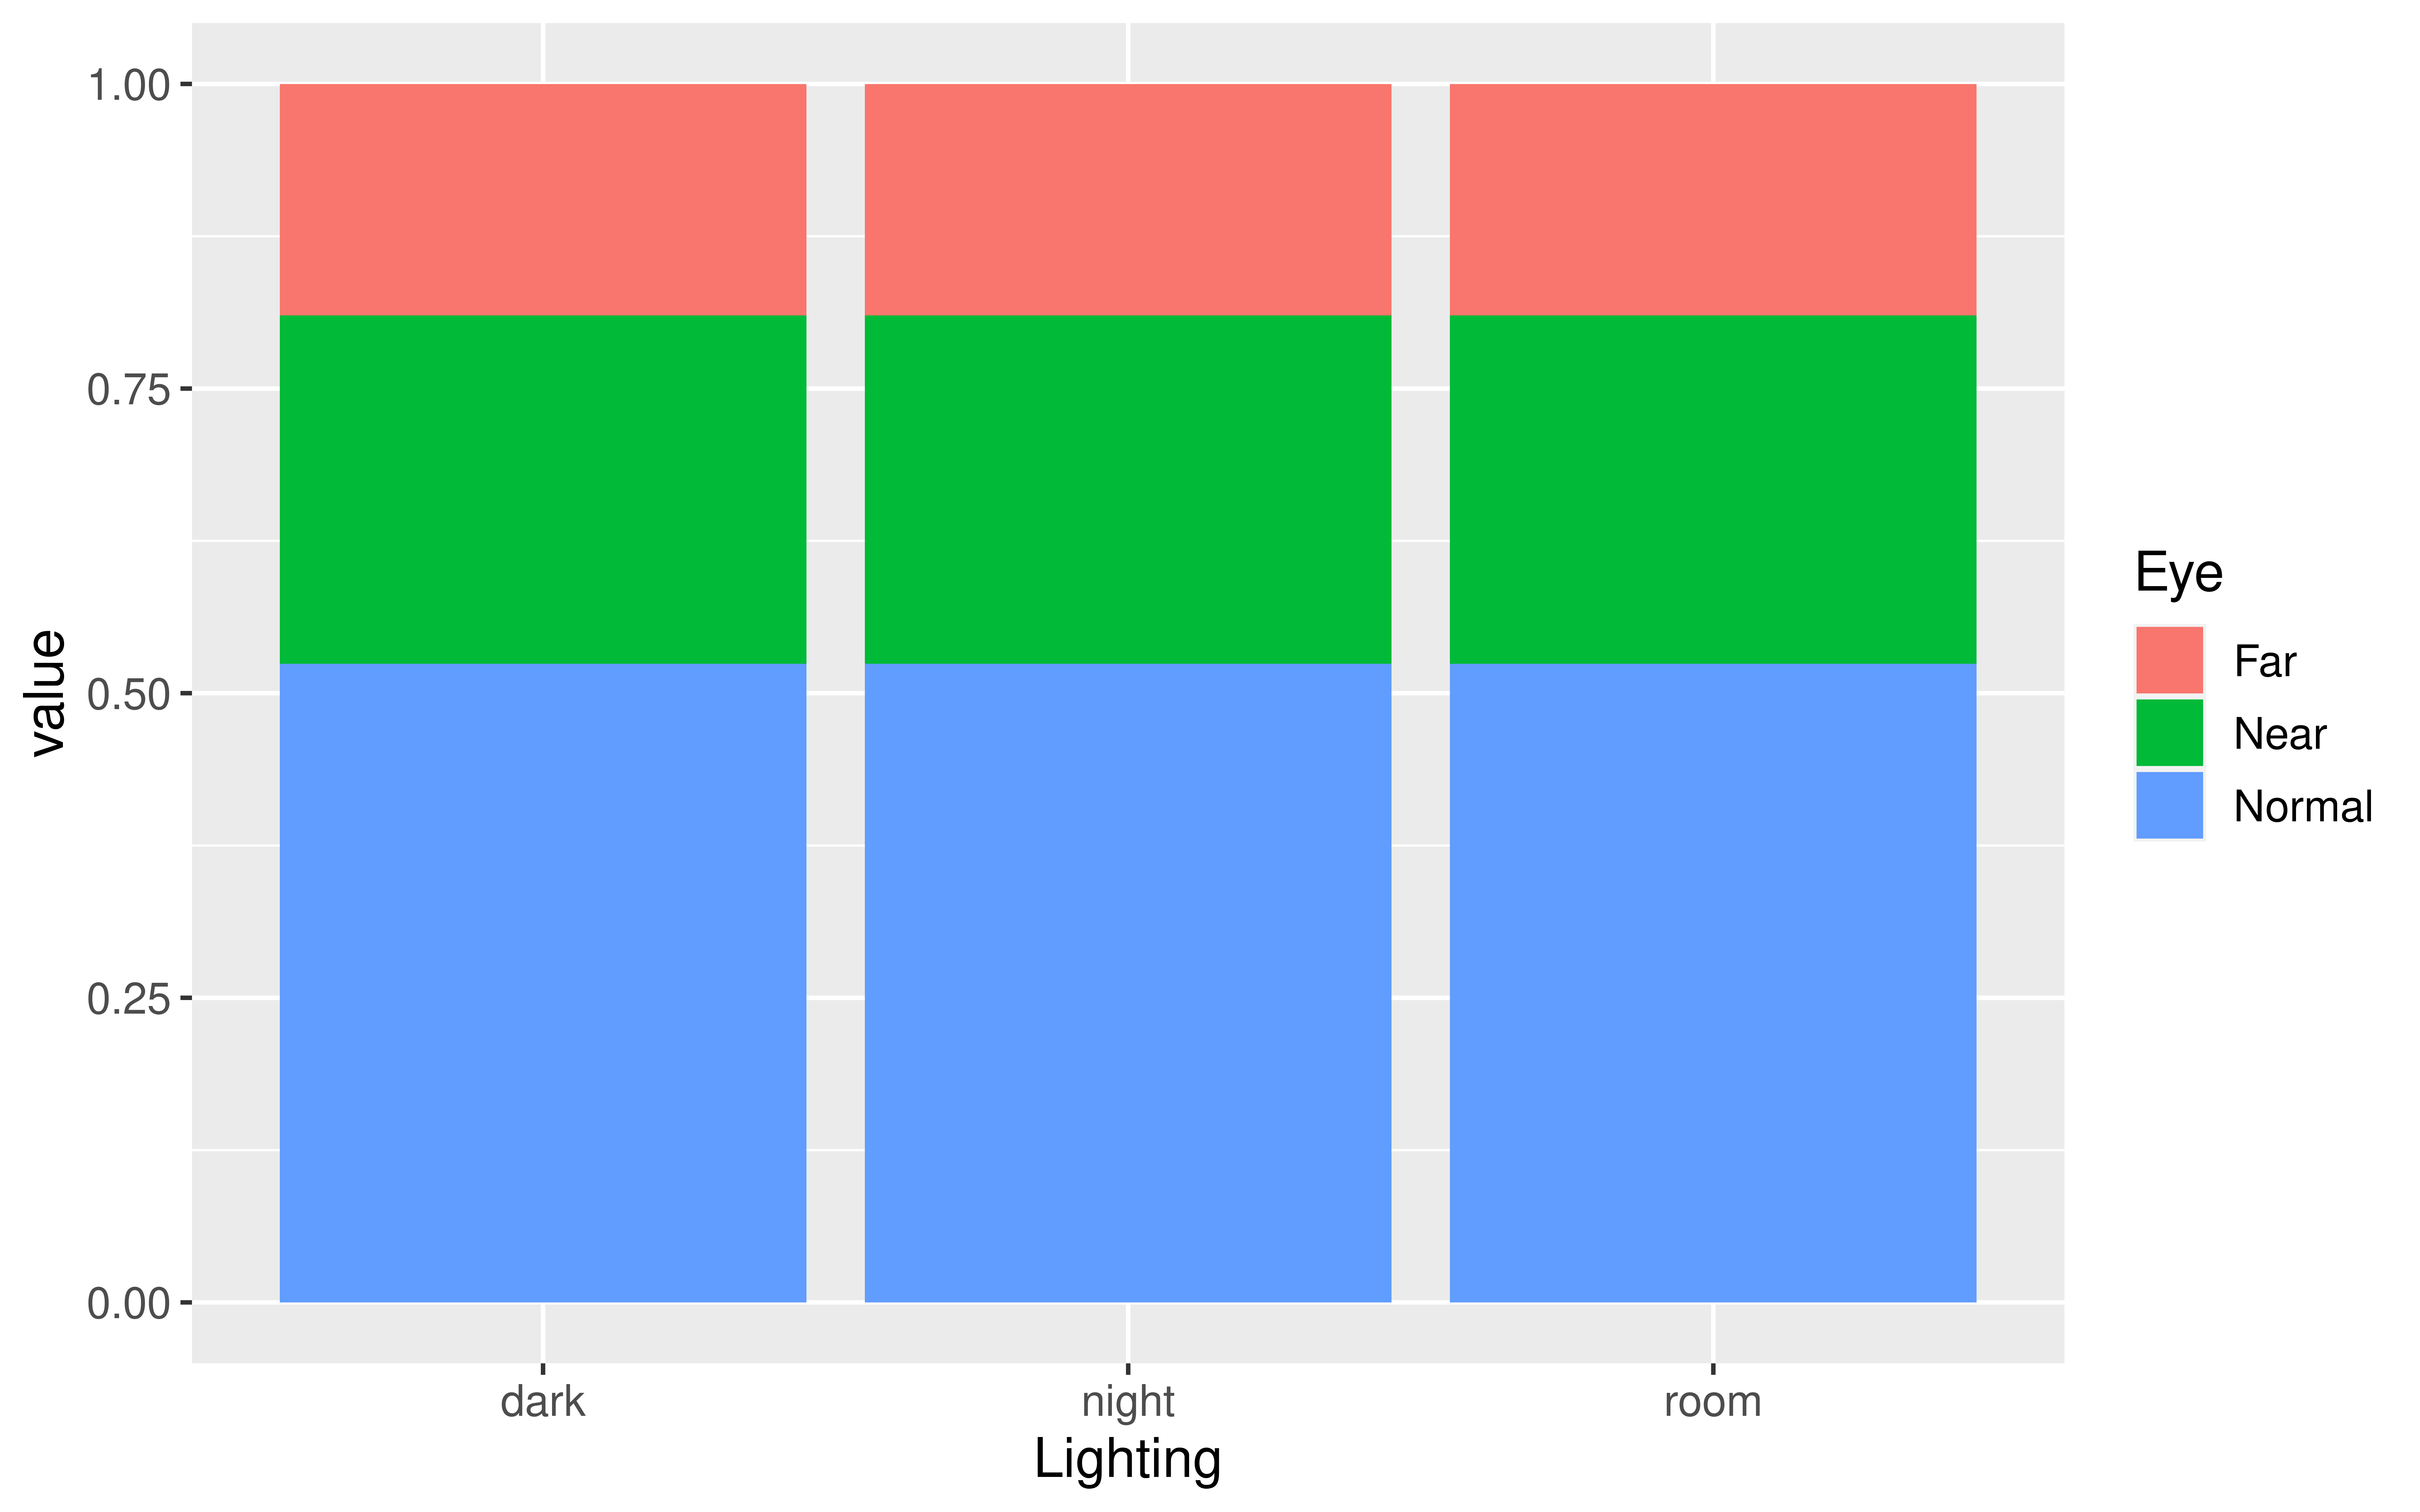 1.00
0.75
0.50
0.25
0.00
value
dark night room
Lighting
Eye
Far
Near
Normal